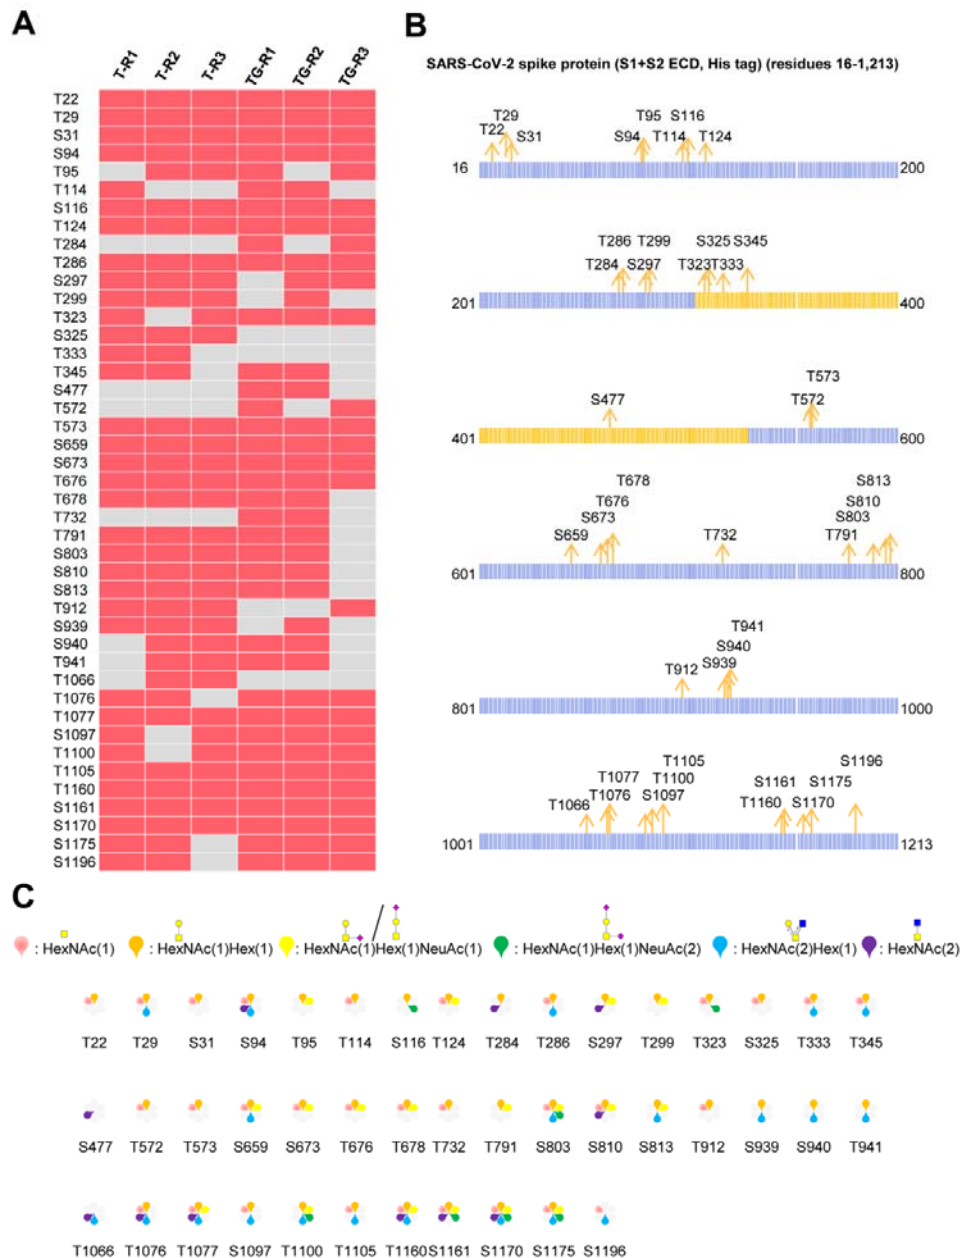 A
T-R1 T-R2 T-R3 TG-R1 TG-R2 TG-R3
T22
T29
S31
S94
T95
T114
S116
T124
T284
T286
S297
T299
T323
S325
T333
T345
S477
T572
T573
S659
S673
T676
T678
T732
T791
S803
S810
S813
T912
S939
S940
T941
T1066
T1076
T1077
S1097
T1100
T1105
T1160
S1161
S1170
S1175
S1196
B
SARS-CoV-2 spike protein (S1+S2 ECD, His tag) (residues 16-1,213)
T29 T95 S116
T22 S31 S94 T114 T124
16 200
T286 T299 S325 S345
T284 S297 T323 T333
201 400
T573
S477 T572
401 600
T678 S813
T676 S810
S673 S803
S659 T732 T791
601 800
T941
S940
T912 S939
801 1000
T1105 S1196
T1077 T1100 S1161 S1175
T1066 T1076 S1097 T1160 S1170
1001 1213
C
: HexNAc(1) : HexNAc(1)Hex(1) : HexNAc(1)Hex(1)NeuAc(1) : HexNAc(1)Hex(1)NeuAc(2) : HexNAc(2)Hex(1) : HexNAc(2)
T22 T29 S31 S94 T95 T114 S116 T124 T284 T286 S297 T299 T323 S325 T333 T345
S477 T572 T573 S659 S673 T676 T678 T732 T791 S803 S810 S813 T912 S939 S940 T941
T1066 T1076 T1077 S1097 T1100 T1105 T1160 S1161 S1170 S1175 S1196